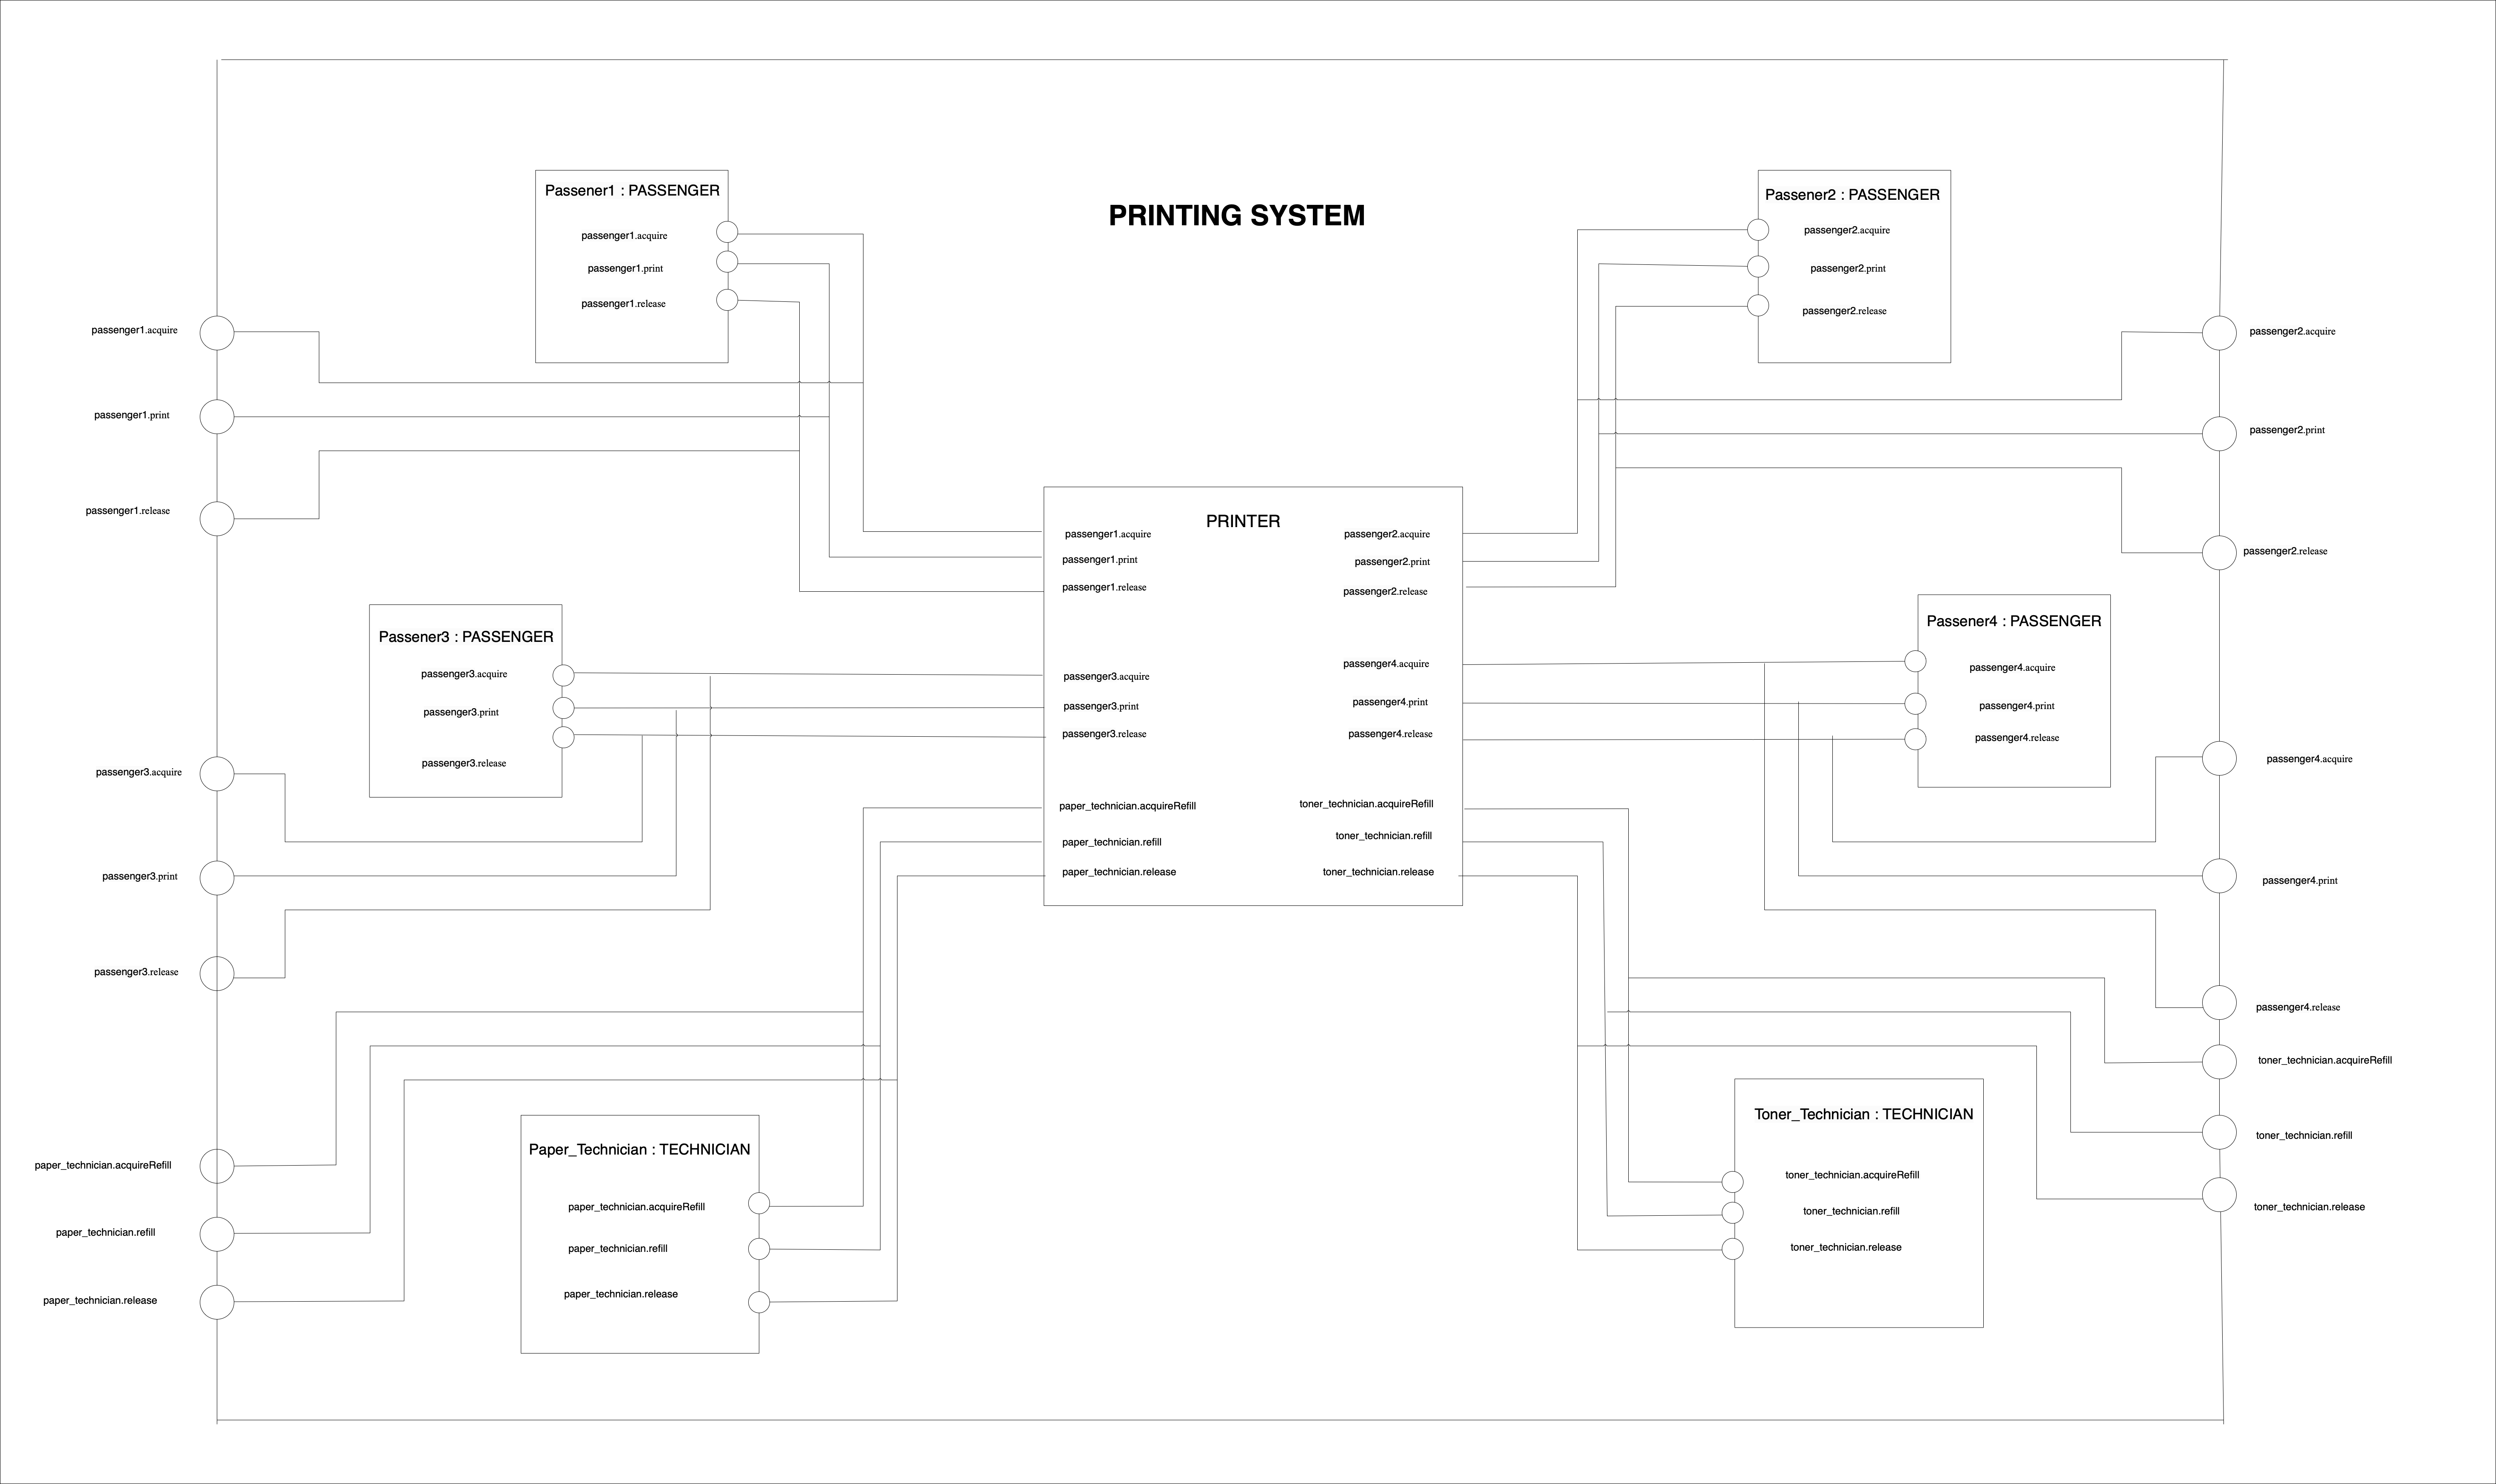 Passener1 : PASSENGER
passenger1.acquire
passenger1.print
passenger1.release
PRINTING SYSTEM
Passener2 : PASSENGER
passenger2.acquire
passenger2.print
passenger2.release
passenger1.acquire
passenger1.print
passenger1.release
passenger2.acquire
passenger2.print
passenger2.release
PRINTER
passenger1.acquire
passenger1.print
passenger1.release
passenger3.acquire
passenger3.print
passenger3.release
paper_technician.acquireRefill
paper_technician.refill
paper_technician.release
passenger2.acquire
passenger2.print
passenger2.release
passenger4.acquire
passenger4.print
passenger4.release
toner_technician.acquireRefill
toner_technician.refill
toner_technician.release
Passener3 : PASSENGER
passenger3.acquire
passenger3.print
passenger3.release
Passener4 : PASSENGER
passenger4.acquire
passenger4.print
passenger4.release
passenger3.acquire
passenger3.print
passenger3.release
passenger4.acquire
passenger4.print
passenger4.release
paper_technician.acquireRefill
paper_technician.refill
paper_technician.release
Paper_Technician : TECHNICIAN
paper_technician.acquireRefill
paper_technician.refill
paper_technician.release
Toner_Technician : TECHNICIAN
toner_technician.acquireRefill
toner_technician.refill
toner_technician.release
toner_technician.acquireRefill
toner_technician.refill
toner_technician.release